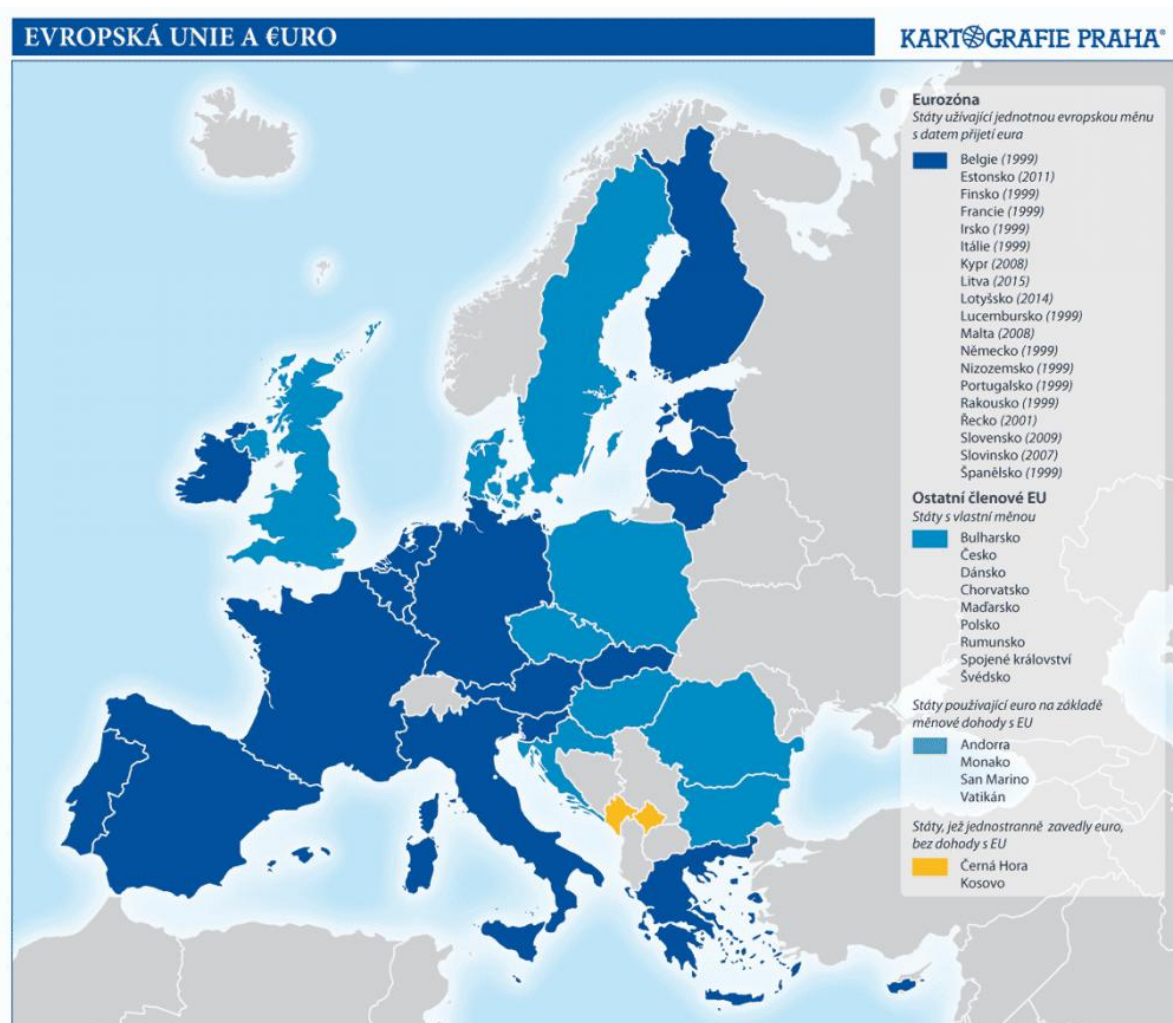 EVROPSKÁ UNIE A €URO
KARTOGRAFIE PRAHA®
Eurozóna
Státy užívající jednotnou evropskou měnu
s datem přijetí eura
Belgie (1999)
Estonsko (2011)
Finsko (1999)
Francie (1999)
Irsko (1999)
Itálie (1999)
Kypr (2008)
Litva (2015)
Lotyšsko (2014)
Lucembursko (1999)
Malta (2008)
Německo (1999)
Nizozemsko (1999)
Portugalsko (1999)
Rakousko (1999)
Řecko (2001)
Slovensko (2009)
Slovinsko (2007)
Španělsko (1999)
Ostatní členové EU
Státy s vlastní měnou
Bulharsko
Česko
Dánsko
Chorvatsko
Maďarsko
Polsko
Rumunsko
Spojené království
Švédsko
Státy používající euro na základě
měnové dohody s EU
Andorra
Monako
San Marino
Vatikán
Státy, jež jednostranně zavedly euro,
bez dohody s EU
Černá Hora
Kosovo